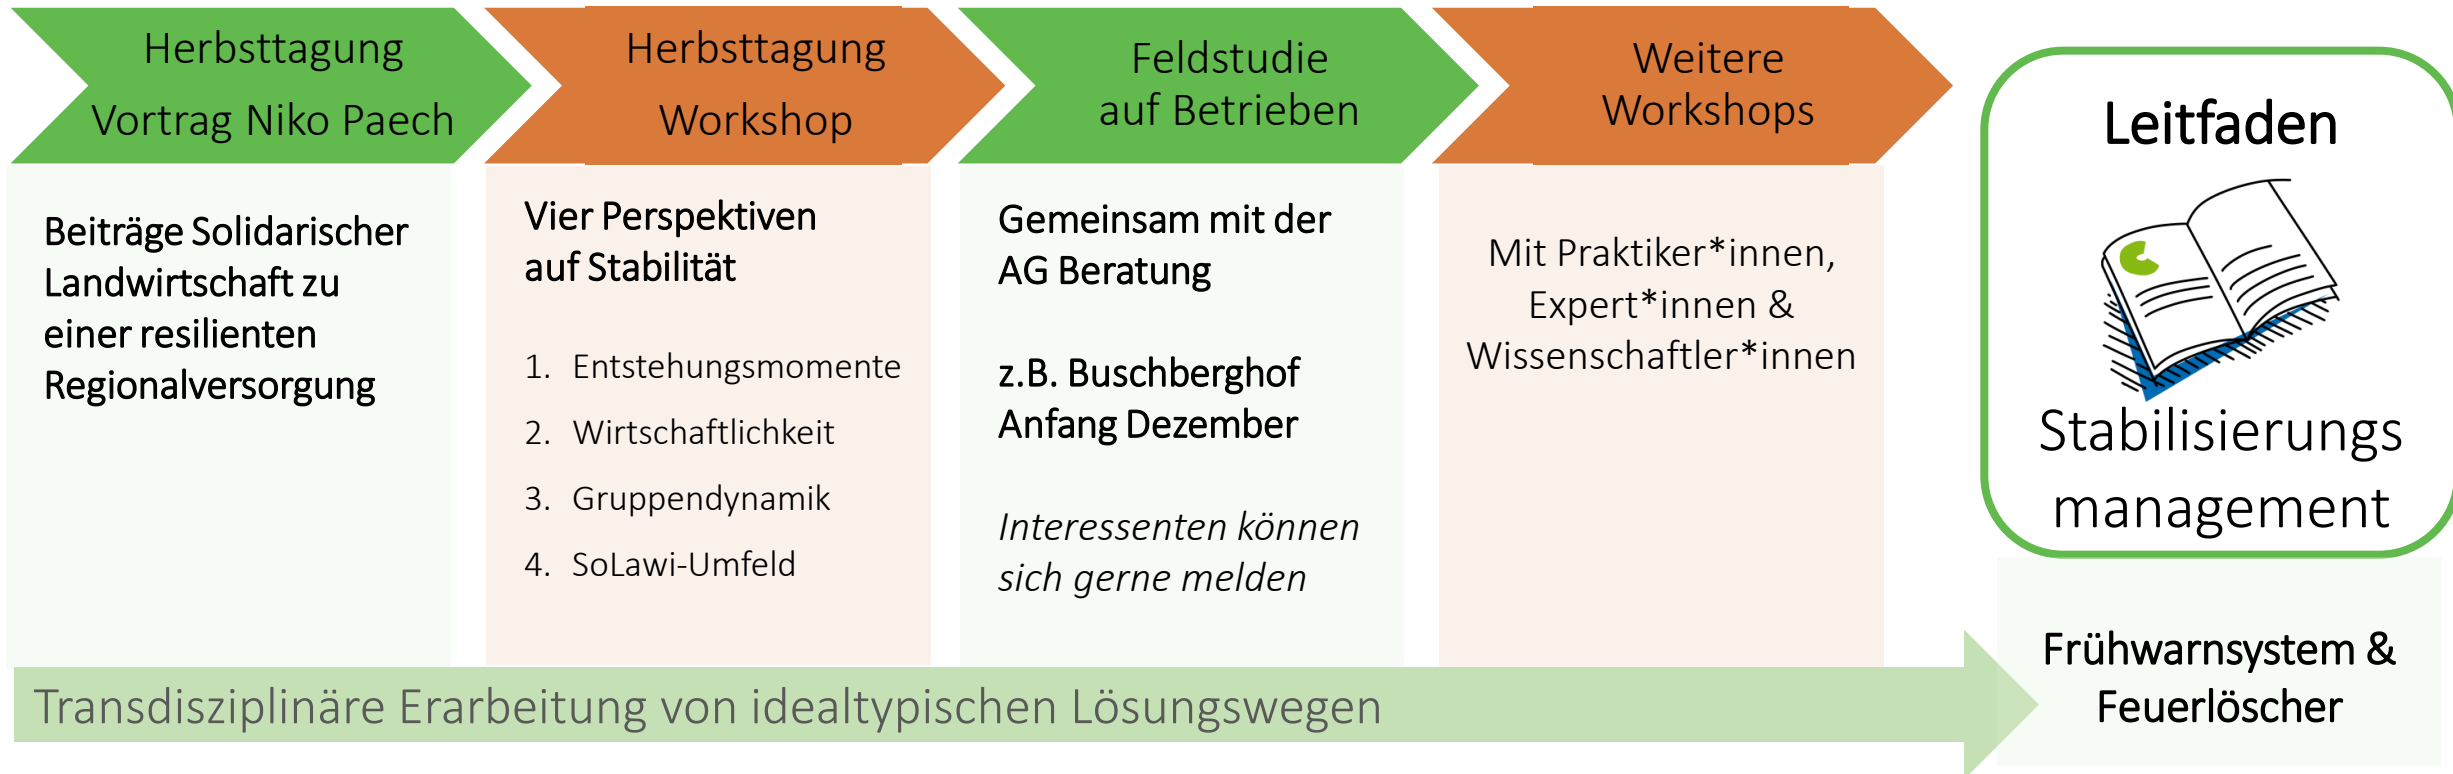 Herbsttagung
Vortrag Niko Paech
Beiträge Solidarischer
Landwirtschaft zu
einer resilienten
Regionalversorgung
Herbsttagung
Workshop
Vier Perspektiven
auf Stabilität
1. Entstehungsmomente
2. Wirtschaftlichkeit
3. Gruppendynamik
4. SoLawi-Umfeld
Feldstudie
auf Betrieben
Gemeinsam mit der
AG Beratung
z.B. Buschberghof
Anfang Dezember
Interessenten können
sich gerne melden
Weitere
Workshops
Mit Praktiker*innen,
Expert*innen &
Wissenschaftler*innen
Leitfaden
Stabilisierungs
management
Frühwarnsystem &
Feuerlöscher
Transdisziplinäre Erarbeitung von idealtypischen Lösungswegen